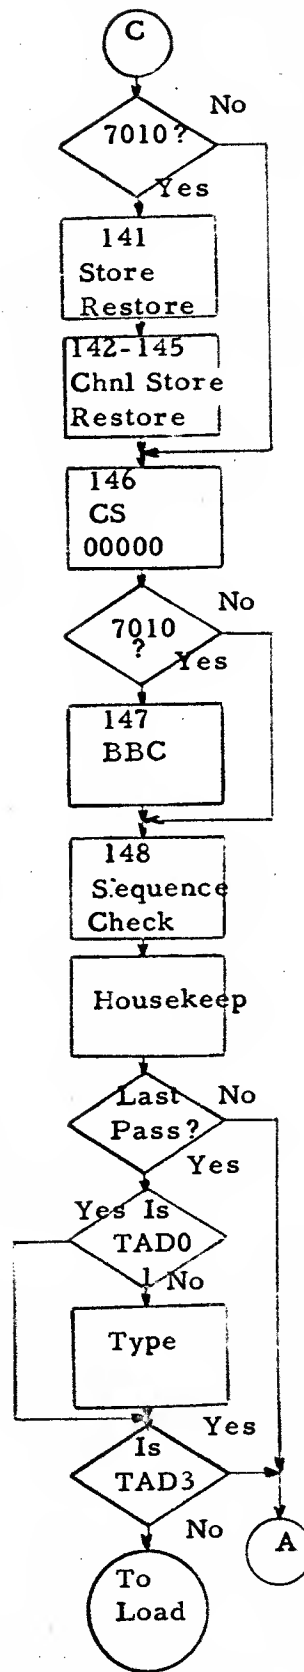 C
7010?
No
Yes
141
Store
Restore
142-145
Chnl Store
Restore
146
CS
00000
No
7010
?
Yes
147
BBC
148
Sequence
Check
Housekeep
Last
Pass?
No
Yes
Yes
Is
TAD0
1
No
Type
Yes
Is
TAD3
No
A
To
Load